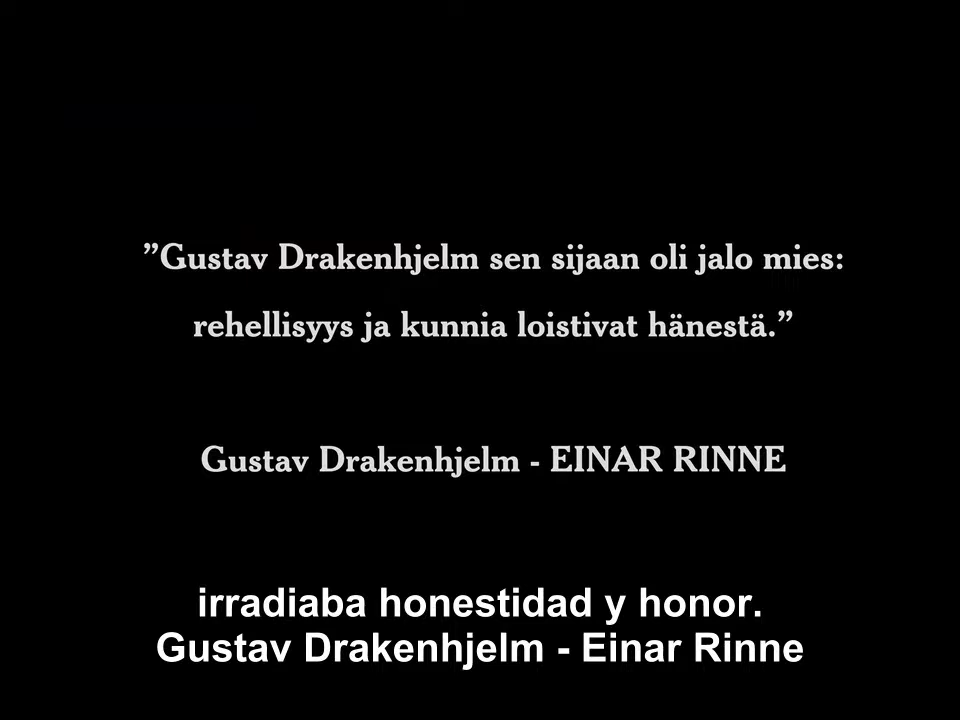 ”Gustav Drakenhjelm sen sijaan oli jalo mies:
rehellisyys ja kunnia loistivat hänestä.”
Gustav Drakenhjelm - EINAR RINNE
irradiaba honestidad y honor.
Gustav Drakenhjelm - Einar Rinne